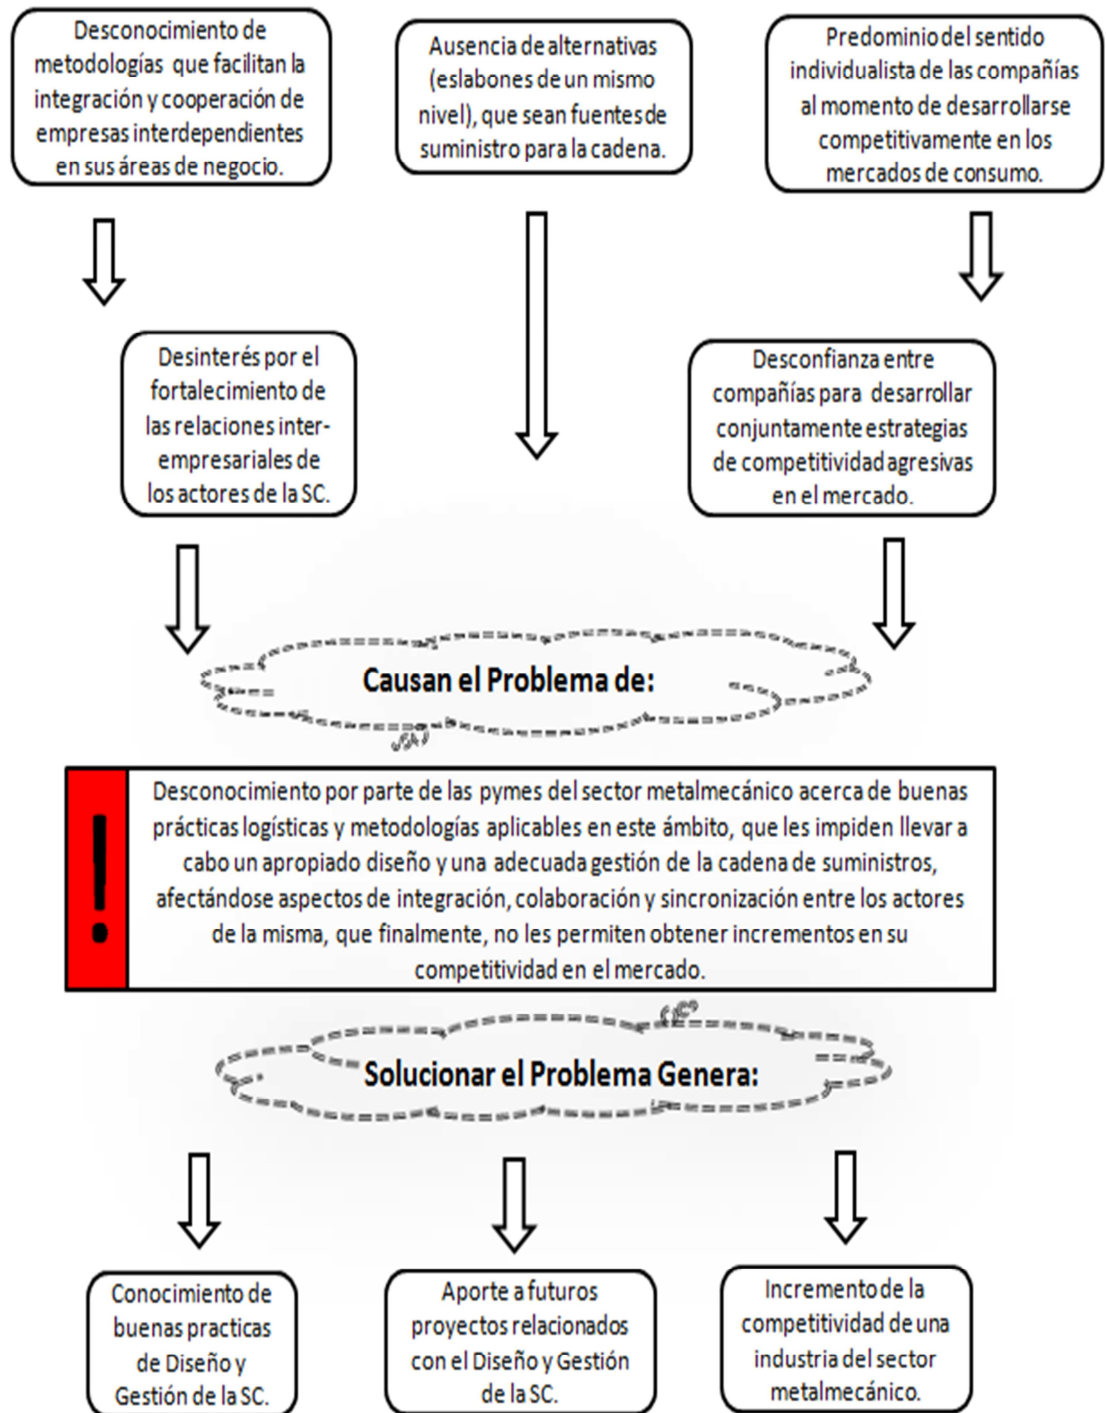 Desconocimiento de
metodologías que facilitan la
integración y cooperación de
empresas interdependientes
en sus áreas de negocio.
Ausencia de alternativas
(eslabones de un mismo
nivel), que sean fuentes de
suministro para la cadena.
Predominio del sentido
individualista de las compañías
al momento de desarrollarse
competitivamente en los
mercados de consumo.
Desinterés por el
fortalecimiento de
las relaciones inter-
empresariales de
los actores de la SC.
Desconfianza entre
compañías para desarrollar
conjuntamente estrategias
de competitividad agresivas
en el mercado.
Causan el Problema de:
!
Desconocimiento por parte de las pymes del sector metalmecánico acerca de buenas
prácticas logísticas y metodologías aplicables en este ámbito, que les impiden llevar a
cabo un apropiado diseño y una adecuada gestión de la cadena de suministros,
afectándose aspectos de integración, colaboración y sincronización entre los actores
de la misma, que finalmente, no les permiten obtener incrementos en su
competitividad en el mercado.
Solucionar el Problema Genera:
Conocimiento de
buenas practicas
de Diseño y
Gestión de la SC.
Aporte a futuros
proyectos relacionados
con el Diseño y Gestión
de la SC.
Incremento de la
competitividad de una
industria del sector
metalmecánico.